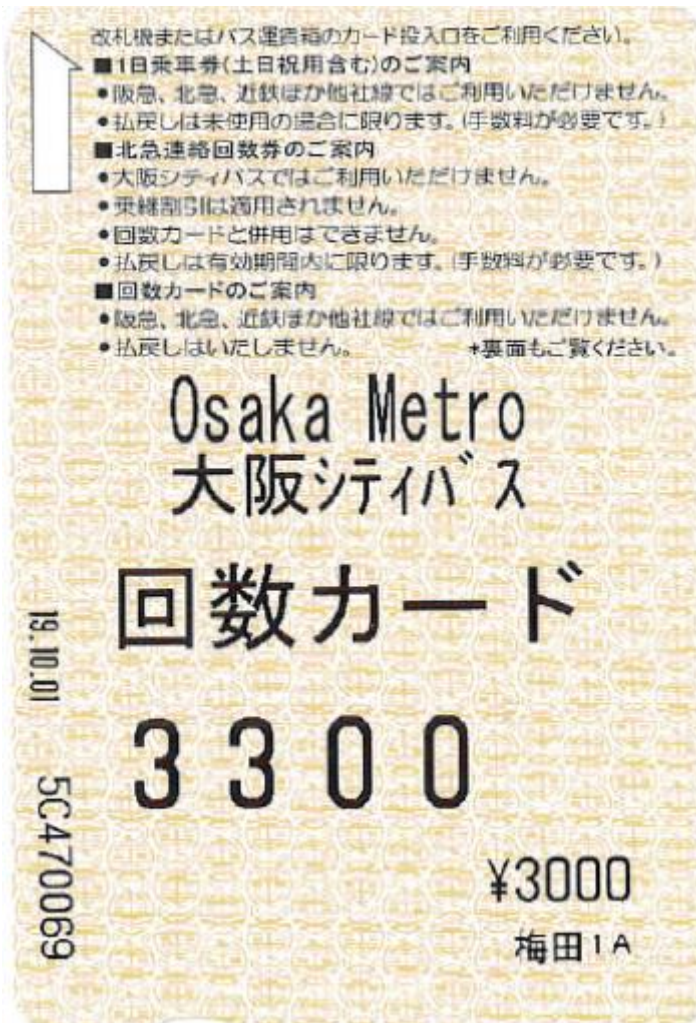 改札機またはバス運賃箱のカード投入口をご利用ください。
■1日乗車券(土日祝用含む)のご案内
●阪急、北急、近鉄ほか他社線ではご利用いただけません。
●払戻しは未使用の場合に限ります。(手数料が必要です。)
■北急連絡回数券のご案内
●大阪シティバスではご利用いただけません。
●乗継割引は適用されません。
●回数カードと併用はできません。
●払戻しは有効期間内に限ります。(手数料が必要です。)
■回数カードのご案内
●阪急、北急、近鉄ほか他社線ではご利用いただけません。
●払戻しはいたしません。 *裏面もご覧ください。
Osaka Metro
大阪シティバス
回数カード
3300
¥3000
梅田1A
19.10.01
5C470069